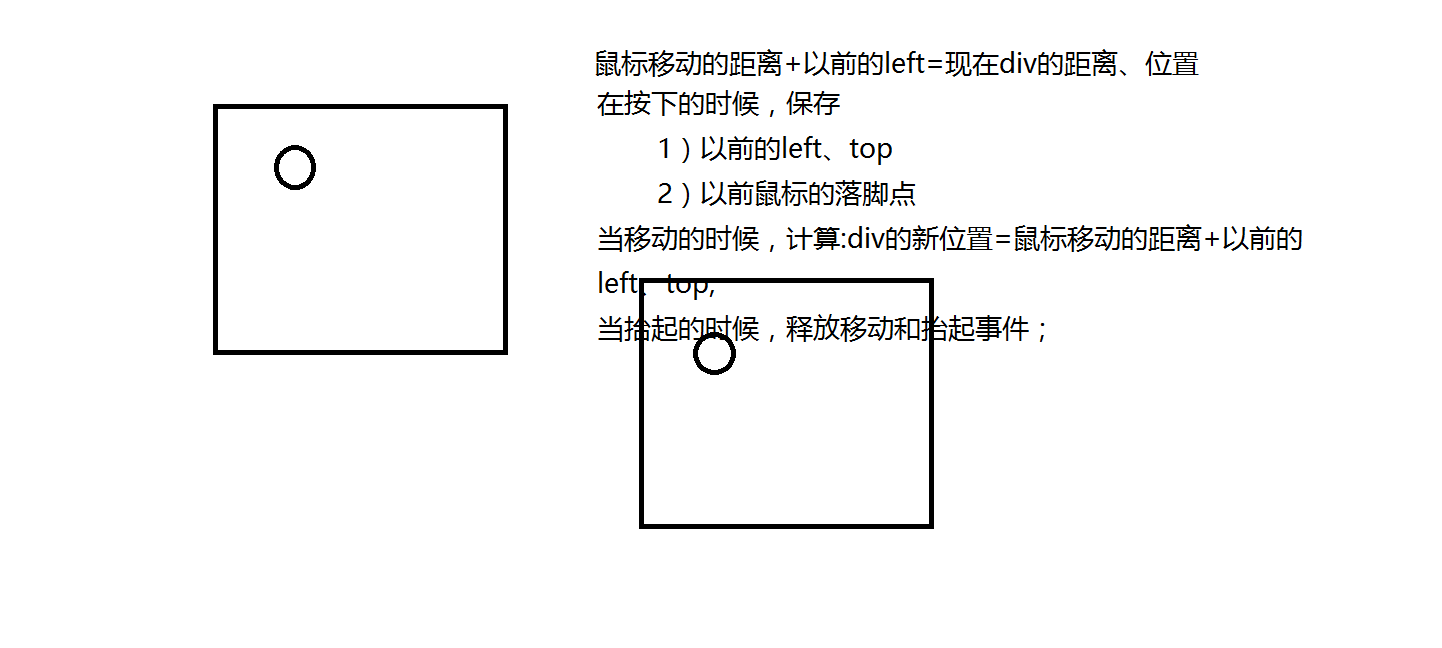 鼠标移动的距离+以前的left=现在div的距离、位置
在按下的时候，保存
1）以前的left、top
2）以前鼠标的落脚点
当移动的时候，计算:div的新位置=鼠标移动的距离+以前的
left、top,
当抬起的时候，释放移动和抬起事件；